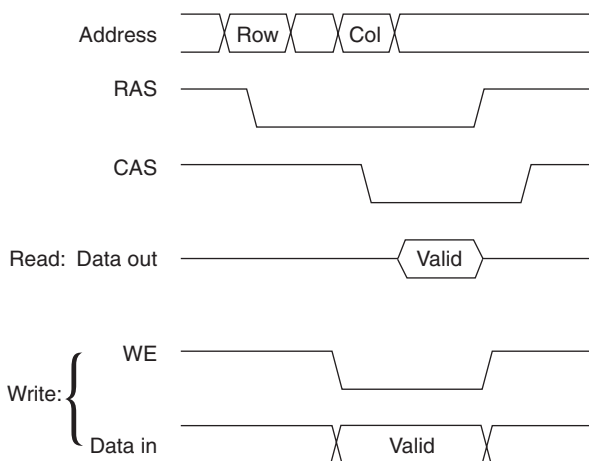 Address Row Col
RAS
CAS
Read: Data out Valid
WE
Write:
Data in Valid